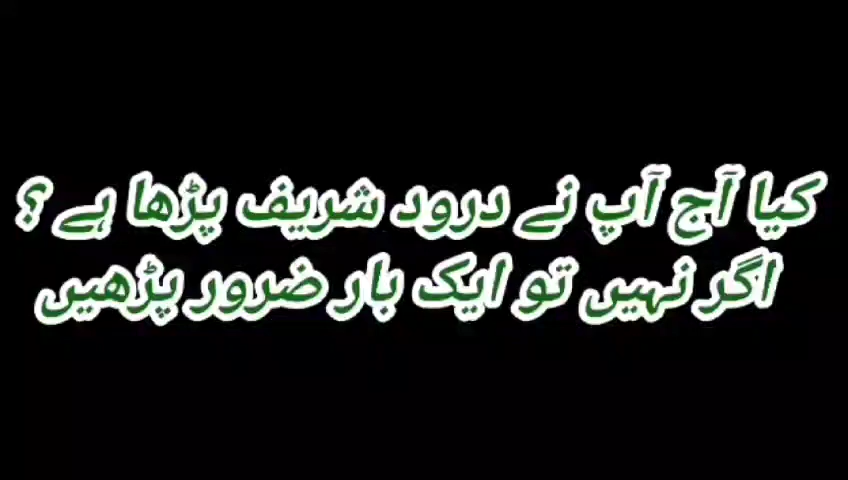 کیا آج آپ نے درود شریف پڑھا ہے ؟
اگر نہیں تو ایک بار ضرور پڑھیں